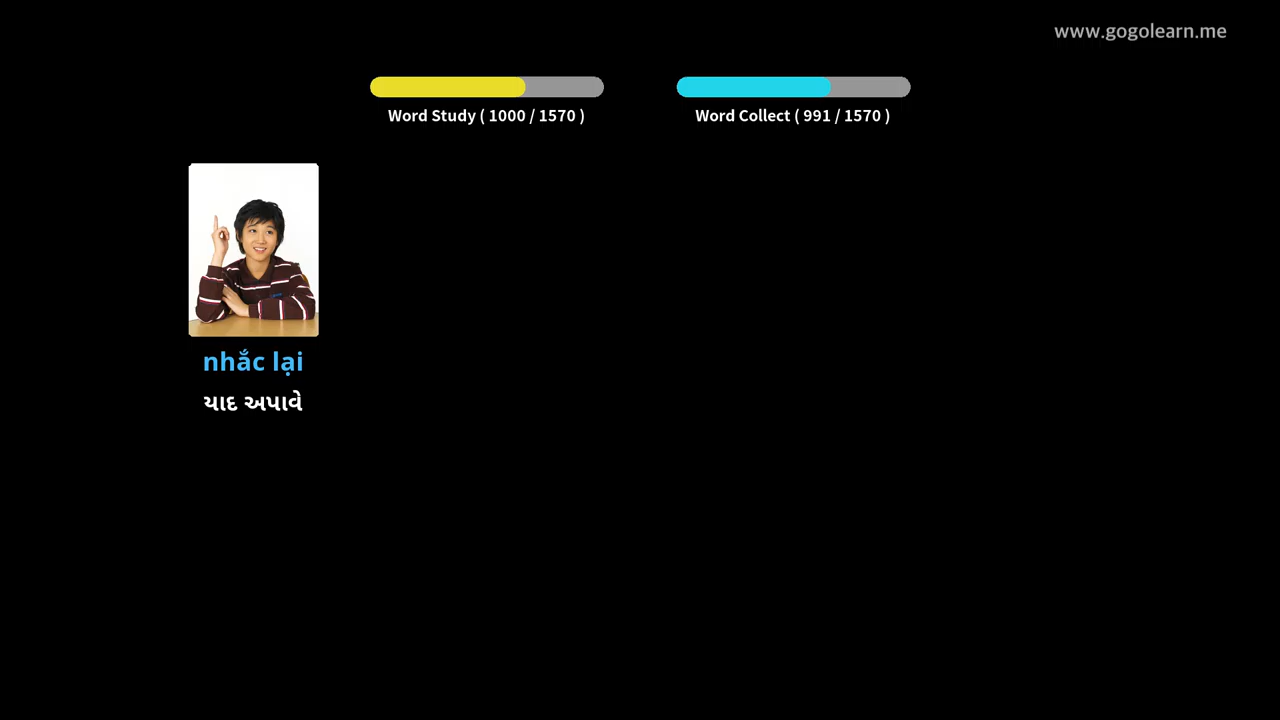 www.gogolearn.me
Word Study ( 1000 / 1570 )
Word Collect ( 991 / 1570 )
nhắc lại
યાદ અપાવે